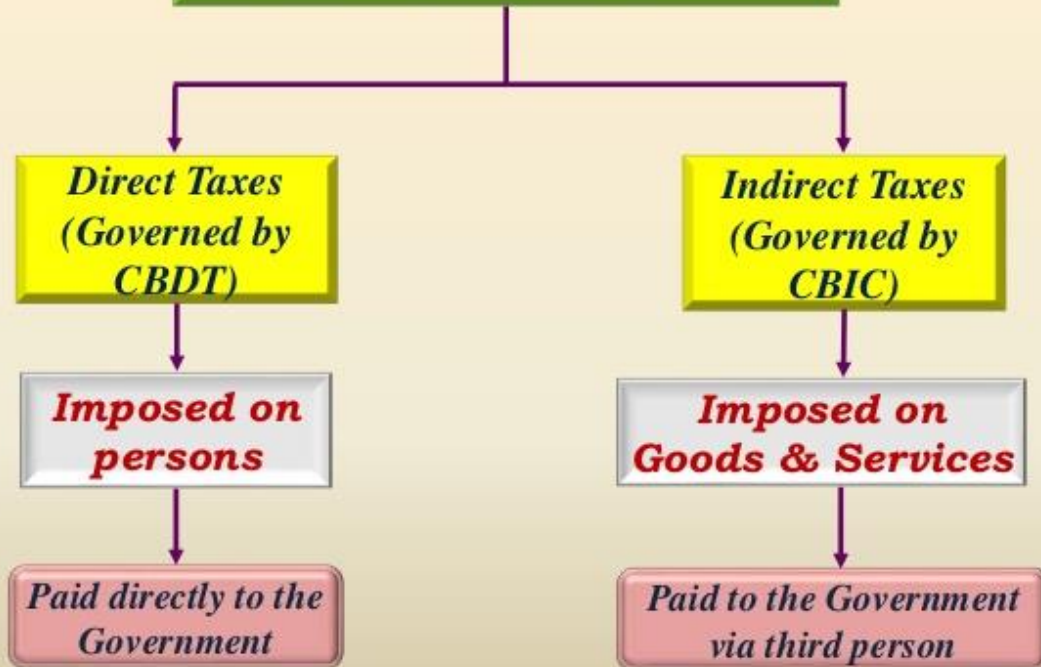 Direct Taxes
(Governed by
CBDT)
Indirect Taxes
(Governed by
CBIC)
Imposed on
persons
Imposed on
Goods & Services
Paid directly to the
Government
Paid to the Government
via third person